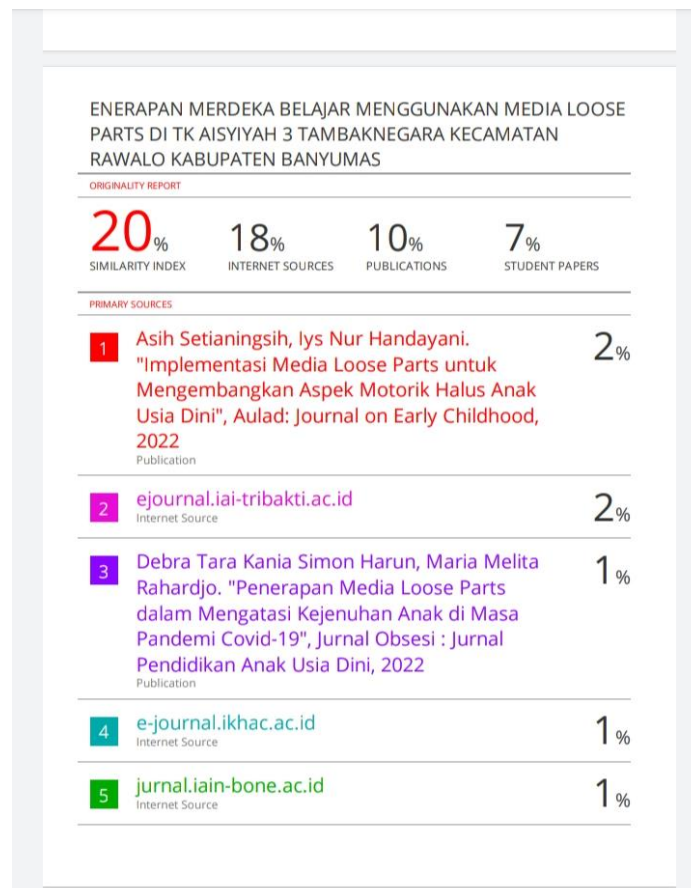 ENERAPAN MERDEKA BELAJAR MENGGUNAKAN MEDIA LOOSE
PARTS DI TK AISYIYAH 3 TAMBAKNEGARA KECAMATAN
RAWALO KABUPATEN BANYUMAS
ORIGINALITY REPORT
20% 18% 10% 7%
SIMILARITY INDEX INTERNET SOURCES PUBLICATIONS STUDENT PAPERS
PRIMARY SOURCES
1 Asih Setianingsih, Iys Nur Handayani. 2%
"Implementasi Media Loose Parts untuk
Mengembangkan Aspek Motorik Halus Anak
Usia Dini", Aulad: Journal on Early Childhood,
2022
Publication
2 ejournal.iai-tribakti.ac.id 2%
Internet Source
3 Debra Tara Kania Simon Harun, Maria Melita 1%
Rahardjo. "Penerapan Media Loose Parts
dalam Mengatasi Kejenuhan Anak di Masa
Pandemi Covid-19", Jurnal Obsesi : Jurnal
Pendidikan Anak Usia Dini, 2022
Publication
4 e-journal.ikhac.ac.id 1%
Internet Source
5 jurnal.iain-bone.ac.id 1%
Internet Source